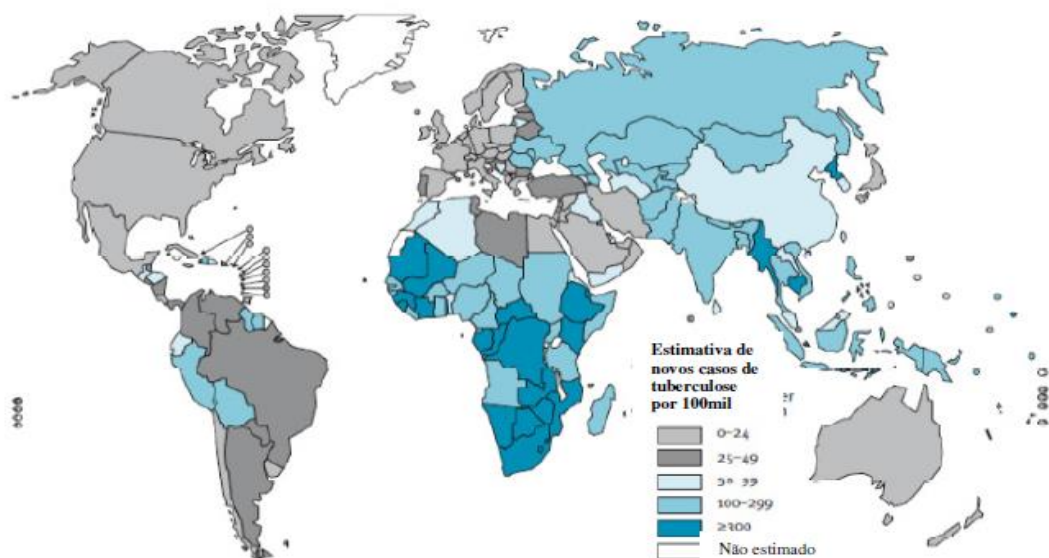 Estimativa de
novos casos de
tuberculose
por 100mil
0–24
25–49
100–299
≥300
Não estimado